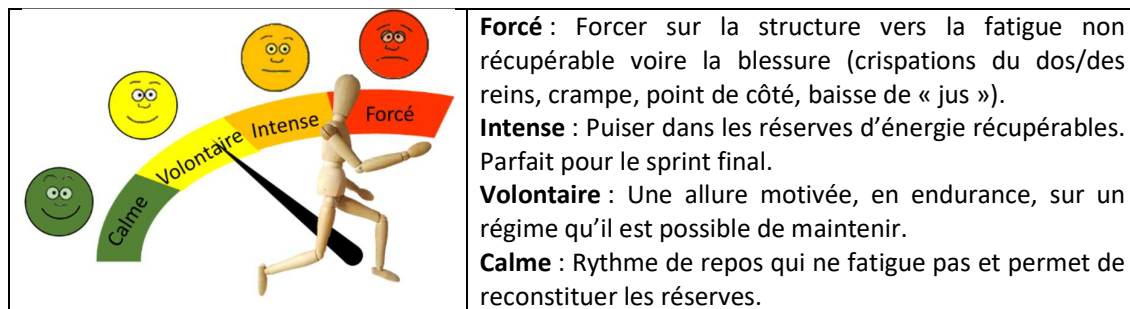 Calme
Volontaire
Intense
Forcé
Forcé : Forcer sur la structure vers la fatigue non
récupérable voire la blessure (crispations du dos/des
reins, crampe, point de côté, baisse de « jus »).
Intense : Puiser dans les réserves d’énergie récupérables.
Parfait pour le sprint final.
Volontaire : Une allure motivée, en endurance, sur un
régime qu’il est possible de maintenir.
Calme : Rythme de repos qui ne fatigue pas et permet de
reconstituer les réserves.